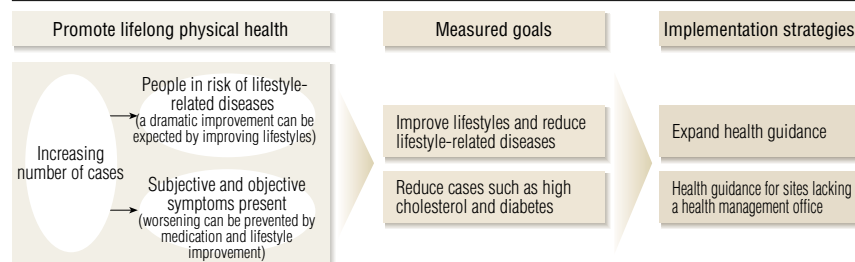 Promote lifelong physical health
Measured goals
Implementation strategies
Increasing
number of cases
People in risk of lifestyle-
related diseases
(a dramatic improvement can be
expected by improving lifestyles)
Subjective and objective
symptoms present
(worsening can be prevented by
medication and lifestyle
improvement)
Improve lifestyles and reduce
lifestyle-related diseases
Reduce cases such as high
cholesterol and diabetes
Expand health guidance
Health guidance for sites lacking
a health management office